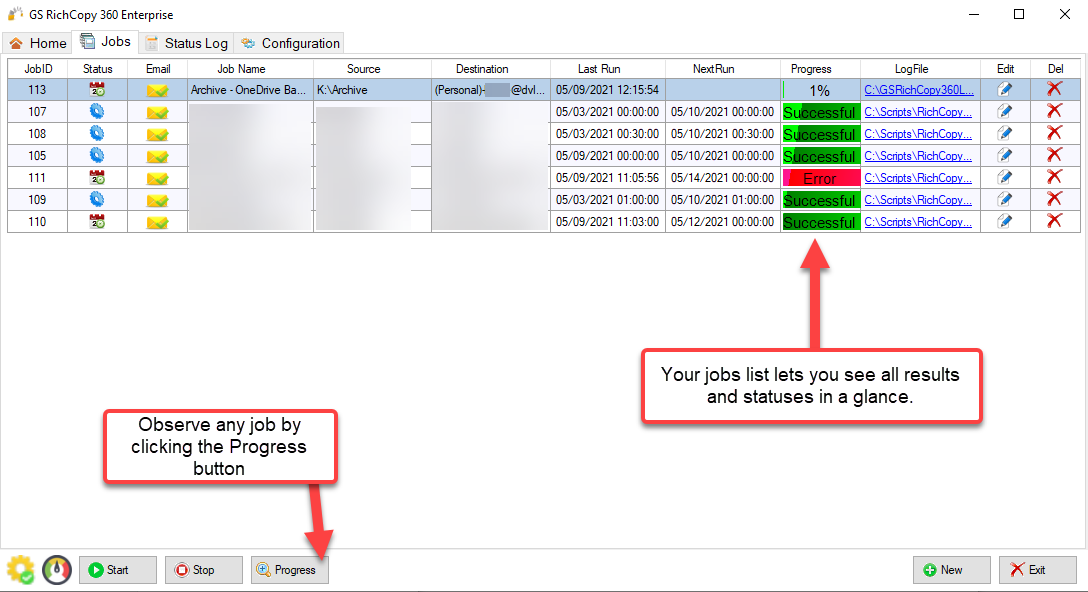 GS RichCopy 360 Enterprise
Home Jobs Status Log Configuration
JobID Status Email Job Name Source Destination Last Run NextRun Progress LogFile Edit Del
113 Archive - OneDrive Ba... K:\Archive (Personal)- @dvl... 05/09/2021 12:15:54 1% C:\GSRichCopy360L...
107 05/03/2021 00:00:00 05/10/2021 00:00:00 Successful C:\Scripts\RichCopy...
108 05/03/2021 00:30:00 05/10/2021 00:30:00 Successful C:\Scripts\RichCopy...
105 05/09/2021 00:00:00 05/10/2021 00:00:00 Successful C:\Scripts\RichCopy...
111 05/09/2021 11:05:56 05/14/2021 00:00:00 Error C:\Scripts\RichCopy...
109 05/03/2021 01:00:00 05/10/2021 01:00:00 Successful C:\Scripts\RichCopy...
110 05/09/2021 11:03:00 05/12/2021 00:00:00 Successful C:\Scripts\RichCopy...
Your jobs list lets you see all results
and statuses in a glance.
Observe any job by
clicking the Progress
button
Start Stop Progress New Exit